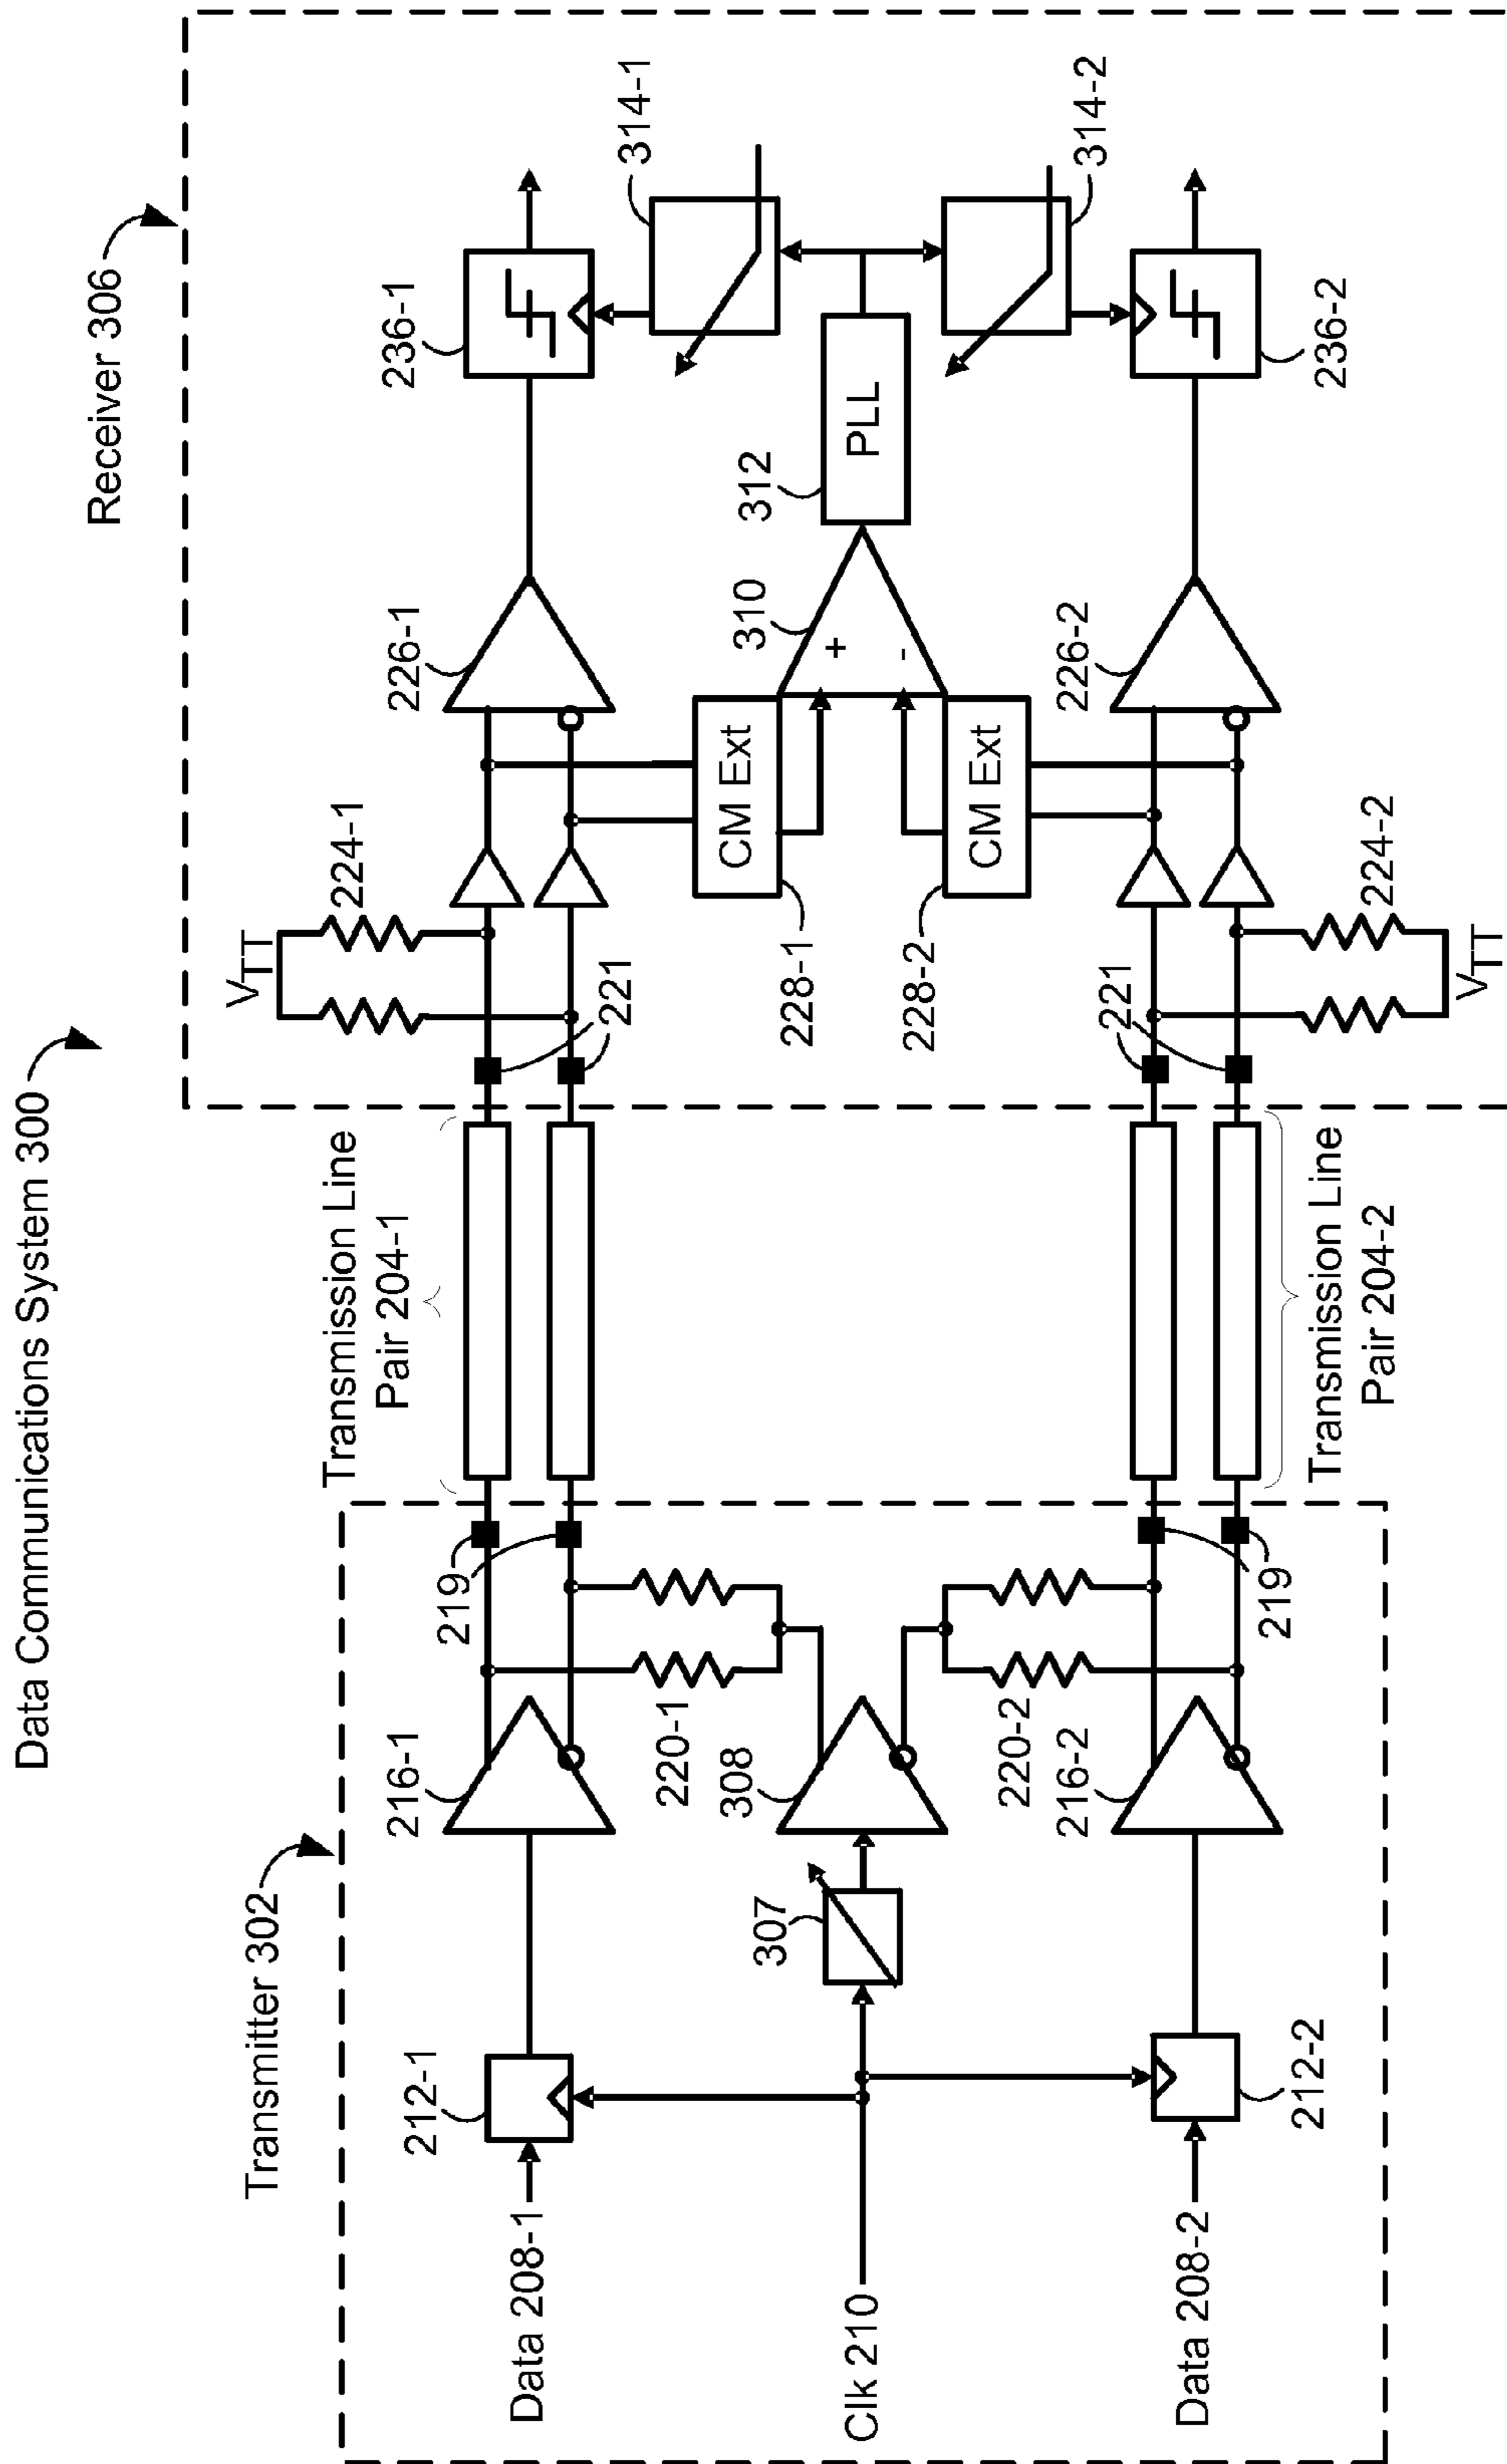 Data Communications System 300
Transmitter 302
Receiver 306
Data 208-1
Clk 210
Data 208-2
212-1
212-2
307
308
216-1
216-2
220-1
220-2
219
219
Transmission Line
Pair 204-1
Transmission Line
Pair 204-2
221
221
VTT
224-1
VTT
224-2
228-1
CM Ext
228-2
CM Ext
226-1
226-2
310
+
-
312
PLL
236-1
236-2
314-1
314-2